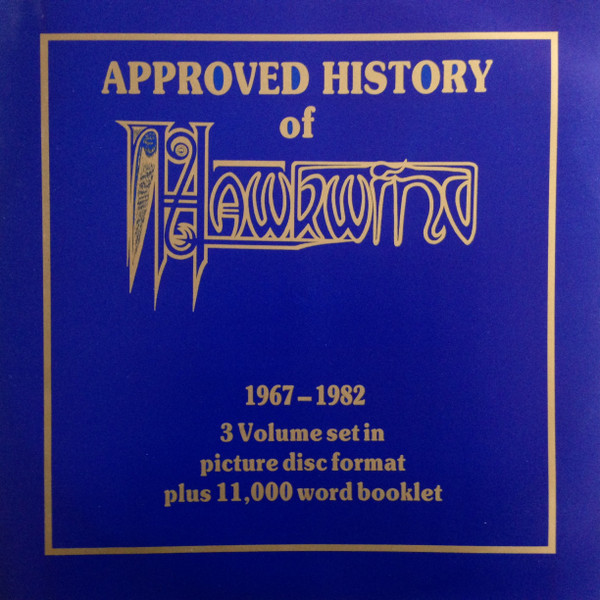 APPROVED HISTORY
of
HAWKWIND
1967–1982
3 Volume set in
picture disc format
plus 11,000 word booklet